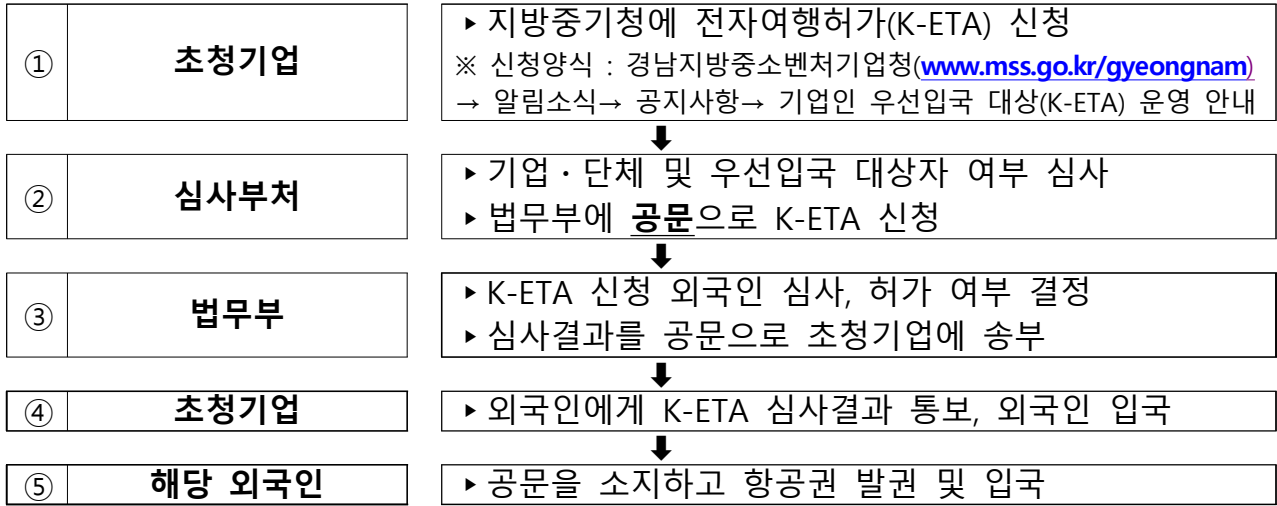 ① 초청기업
▸지방중기청에 전자여행허가(K-ETA) 신청
※ 신청양식 : 경남지방중소벤처기업청(www.mss.go.kr/gyeongnam)
→ 알림소식→ 공지사항→ 기업인 우선입국 대상(K-ETA) 운영 안내
⬇
② 심사부처
▸기업・단체 및 우선입국 대상자 여부 심사
▸법무부에 공문으로 K-ETA 신청
⬇
③ 법무부
▸K-ETA 신청 외국인 심사, 허가 여부 결정
▸심사결과를 공문으로 초청기업에 송부
⬇
④ 초청기업
▸외국인에게 K-ETA 심사결과 통보, 외국인 입국
⬇
⑤ 해당 외국인
▸공문을 소지하고 항공권 발권 및 입국